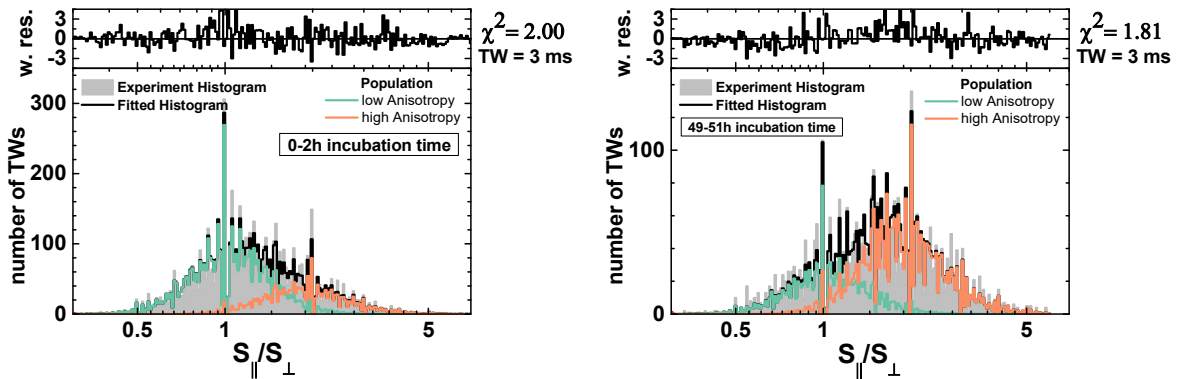 w. res.
3
0
-3
χ² = 2.00
TW = 3 ms
number of TWs
300
200
100
0
Experiment Histogram
Fitted Histogram
Population
low Anisotropy
high Anisotropy
0-2h incubation time
0.5
1
5
S∥/S⊥
w. res.
3
0
-3
χ² = 1.81
TW = 3 ms
number of TWs
100
0
Experiment Histogram
Fitted Histogram
Population
low Anisotropy
high Anisotropy
49-51h incubation time
0.5
1
5
S∥/S⊥